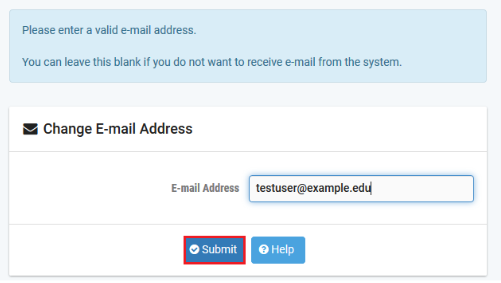 Please enter a valid e-mail address.
You can leave this blank if you do not want to receive e-mail from the system.
Change E-mail Address
E-mail Address testuser@example.edu
Submit Help